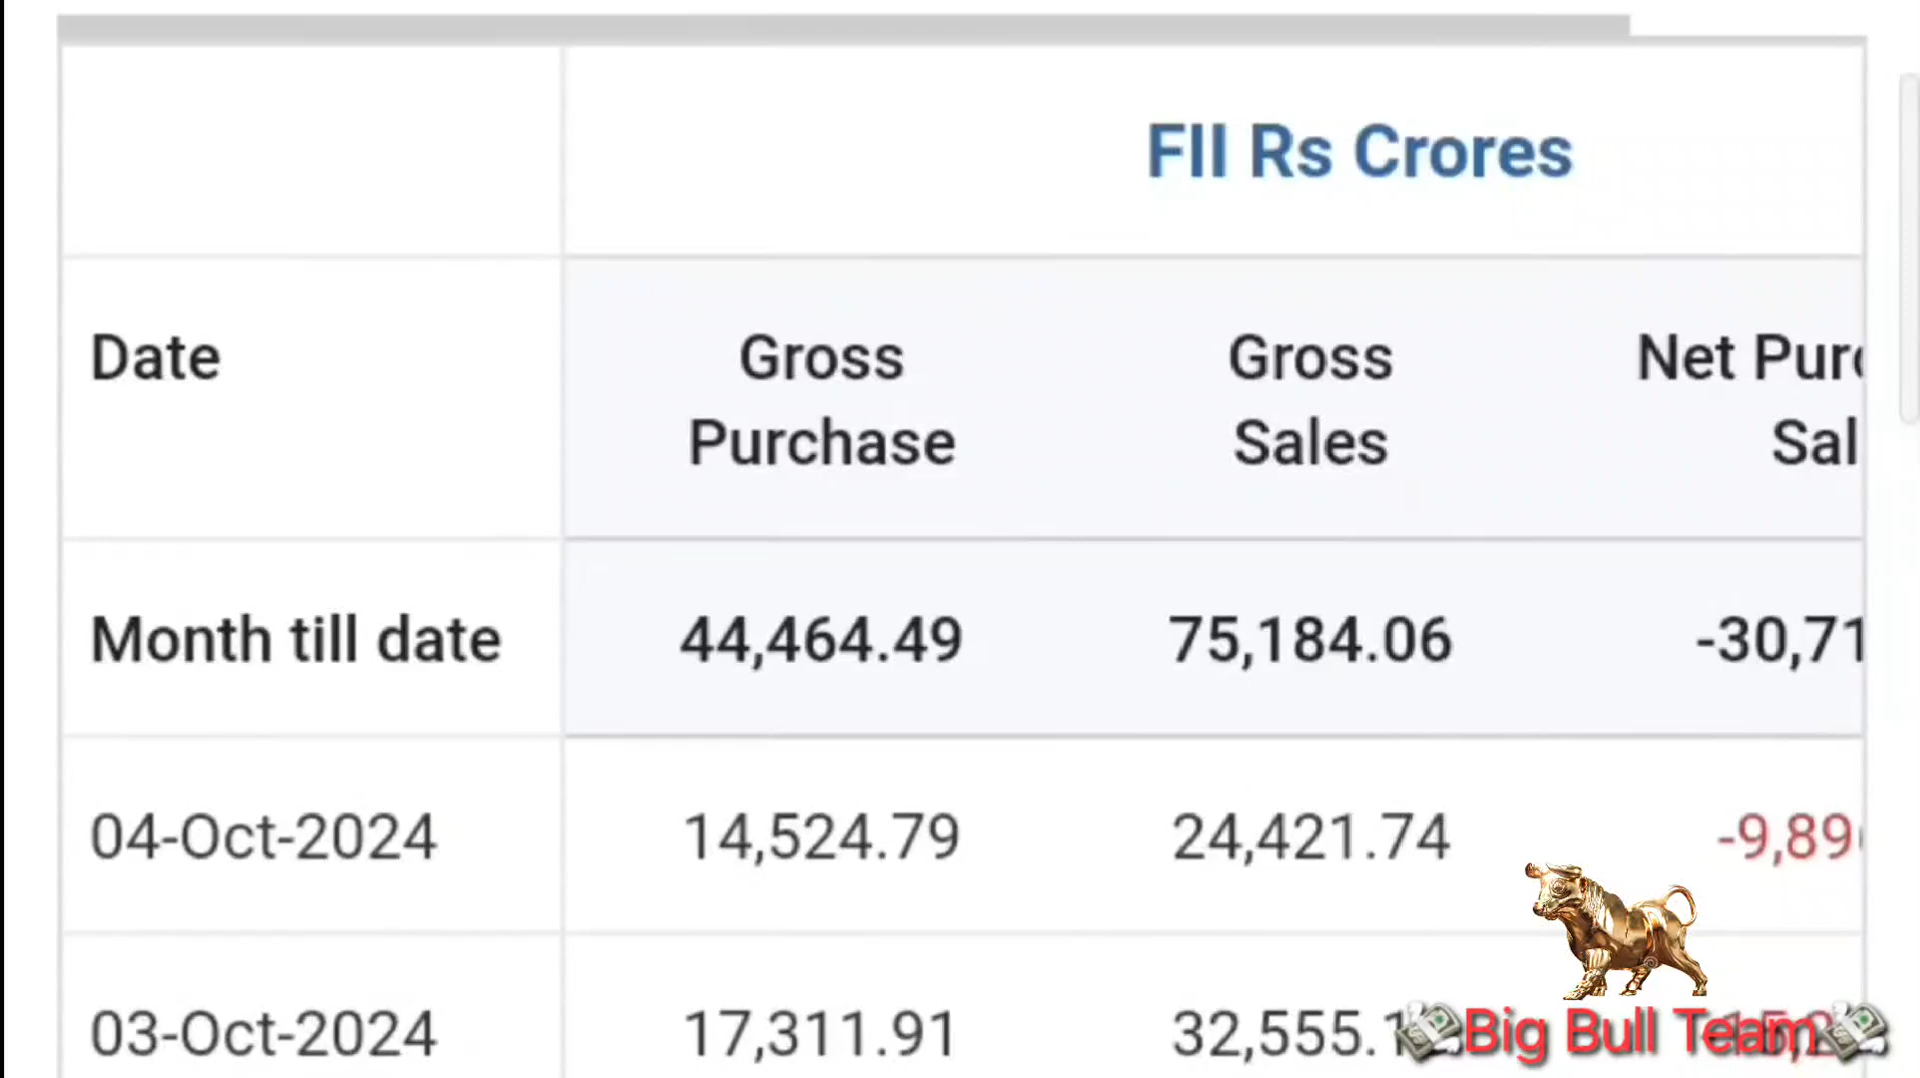 FII Rs Crores
Date Gross Purchase Gross Sales Net Sal
Month till date 44,464.49 75,184.06 -30,71
04-Oct-2024 14,524.79 24,421.74 -9,89
03-Oct-2024 17,311.91 32,555.
Big Bull Team